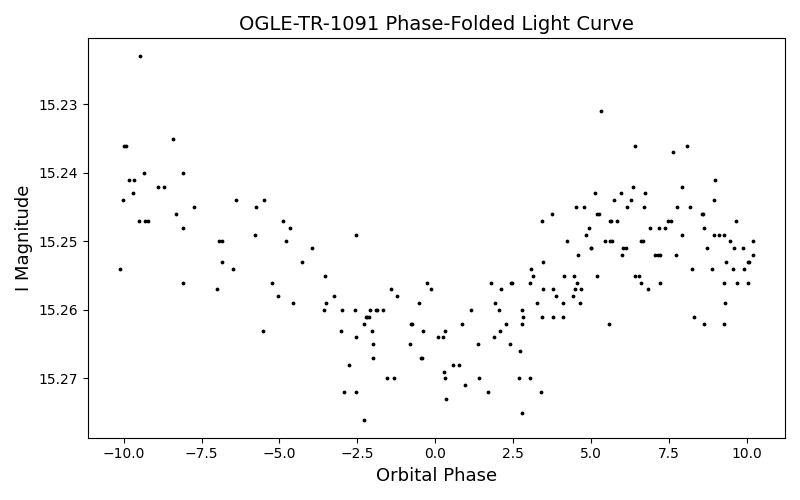 OGLE-TR-1091 Phase-Folded Light Curve
15.23
15.24
15.25
15.26
15.27
I Magnitude
−10.0 −7.5 −5.0 −2.5 0.0 2.5 5.0 7.5 10.0
Orbital Phase